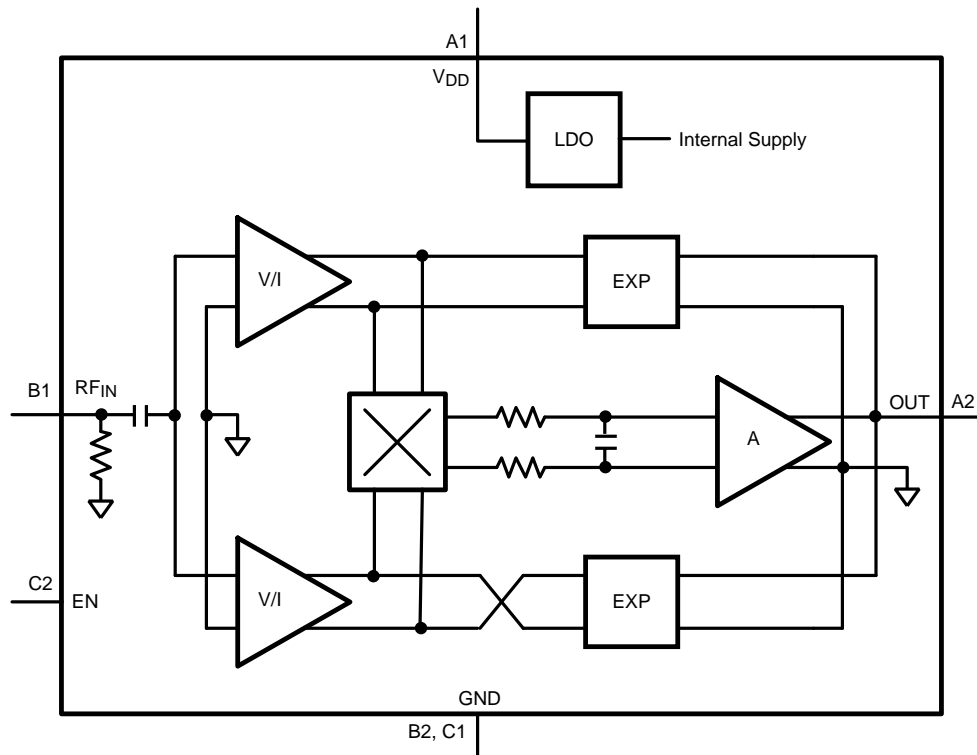 A1
VDD
LDO
Internal Supply
V/I
EXP
B1
RFIN
OUT
A2
A
C2
EN
V/I
EXP
GND
B2, C1